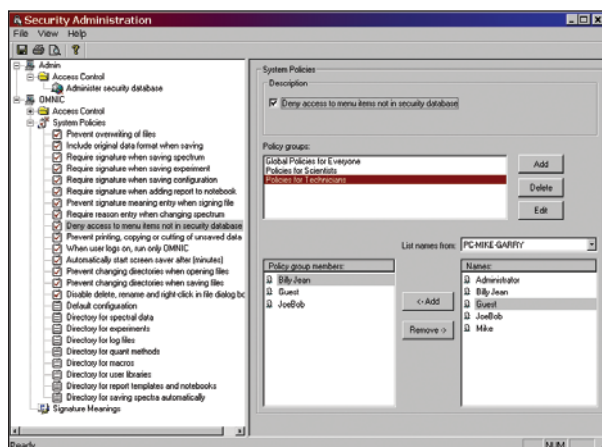 Security Administration
File View Help
Admin
Access Control
Administer security database
OMNIC
Access Control
System Policies
Prevent overwriting of files
Include original data format when saving
Require signature when saving spectrum
Require signature when saving experiment
Require signature when saving configuration
Require signature when adding report to notebook
Prevent signature meaning entry when signing file
Require reason entry when changing spectrum
Deny access to menu items not in security database
Prevent printing, copying or cutting of unsaved data
When user logs on, run only OMNIC
Automatically start screen saver after (minutes)
Prevent changing directories when opening files
Prevent changing directories when saving files
Disable delete, rename and right-click in file dialog bo
Default configuration
Directory for spectral data
Directory for experiments
Directory for log files
Directory for quant methods
Directory for macros
Directory for user libraries
Directory for report templates and notebooks
Directory for saving spectra automatically
Signature Meanings
System Policies
Description
Deny access to menu items not in security database
Policy groups:
Global Policies for Everyone
Policies for Scientists
Policies for Technicians
Add
Delete
Edit
List names from: PC-MIKE-GARRY
Policy group members:
Billy Jean
Guest
JoeBob
<-Add
Remove->
Names:
Administrator
Billy Jean
Guest
JoeBob
Mike
Ready
NUM